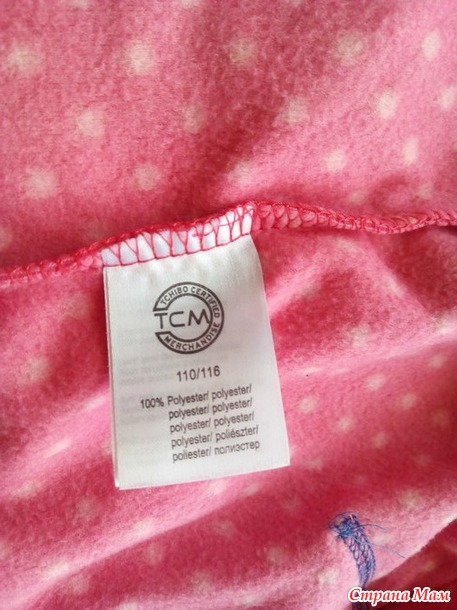 TCHIBO CERTIFIED
TCM
MERCHANDISE
110/116
100% Polyester/ polyester/
polyester/ polyester/
polyester/ polyester/
polyester/ poliészter/
poliester/ полиэстер
Страна Мам